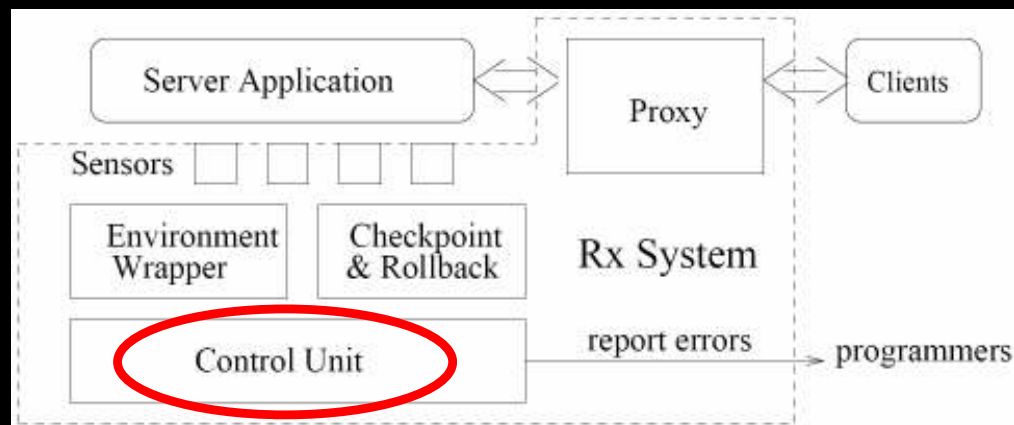 Server Application
Proxy
Clients
Sensors
Environment
Wrapper
Checkpoint
& Rollback
Rx System
Control Unit
report errors
programmers